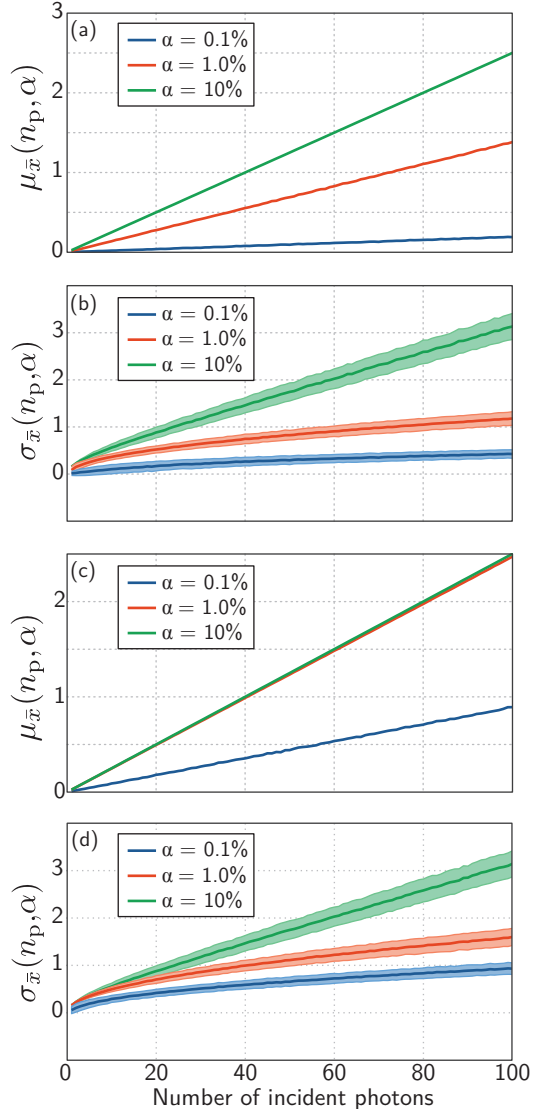 3
(a)
α = 0.1%
α = 1.0%
α = 10%
2
1
0
μx̄(np, α)
(b)
α = 0.1%
α = 1.0%
α = 10%
3
2
1
0
σx̄(np,α)
(c)
α = 0.1%
α = 1.0%
α = 10%
2
1
0
μx̄(np, α)
(d)
α = 0.1%
α = 1.0%
α = 10%
3
2
1
0
σx̄(np,α)
0 20 40 60 80 100
Number of incident photons